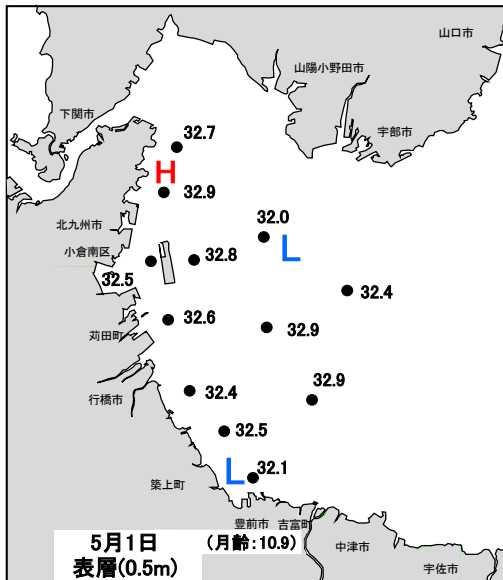 山口市
山陽小野田市
宇部市
下関市
32.7
H
32.9
北九州市
小倉南区
32.0
L
32.8
32.5
32.4
苅田町
32.6
32.9
行橋市
32.4
32.9
32.5
築上町
L
32.1
豊前市 吉富町
中津市
宇佐市
5月1日 (月齢:10.9)
表層(0.5m)